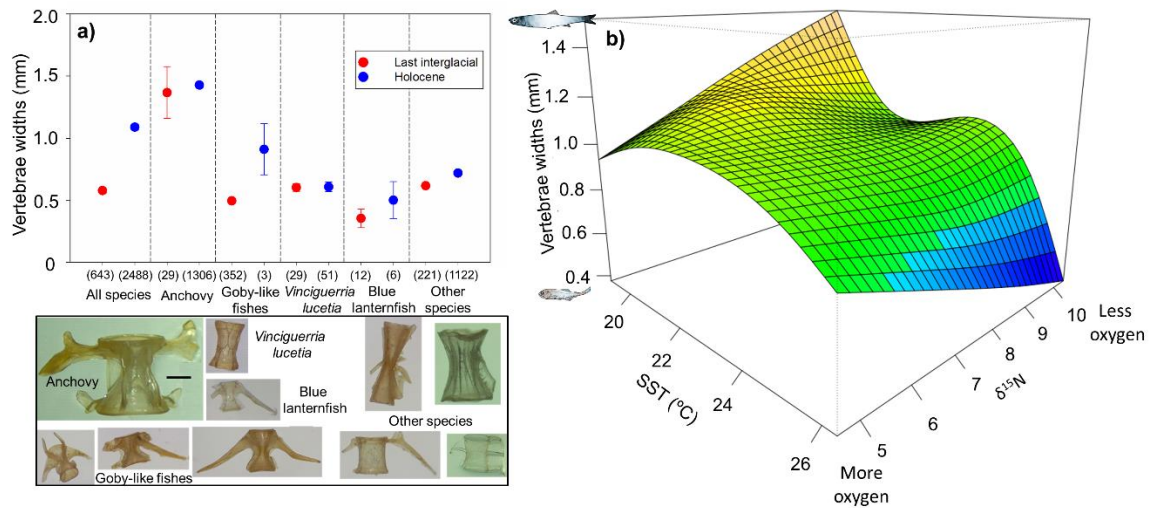 a)
Vertebrae widths (mm)
2.0
1.5
1.0
0.5
0
Last interglacial
Holocene
(643) (2488) (29) (1306) (352) (3) (29) (51) (12) (6) (221) (1122)
All species Anchovy Goby-like fishes Vinciguerria lucetia Blue lanternfish Other species
Anchovy
Vinciguerria
lucetia
Blue
lanternfish
Other species
Goby-like fishes
b)
Vertebrae widths (mm)
1.4
1.2
1.0
0.8
0.6
0.4
20
22
24
26
SST (ºC)
5
6
7
8
9
10
δ15N
Less
oxygen
More
oxygen